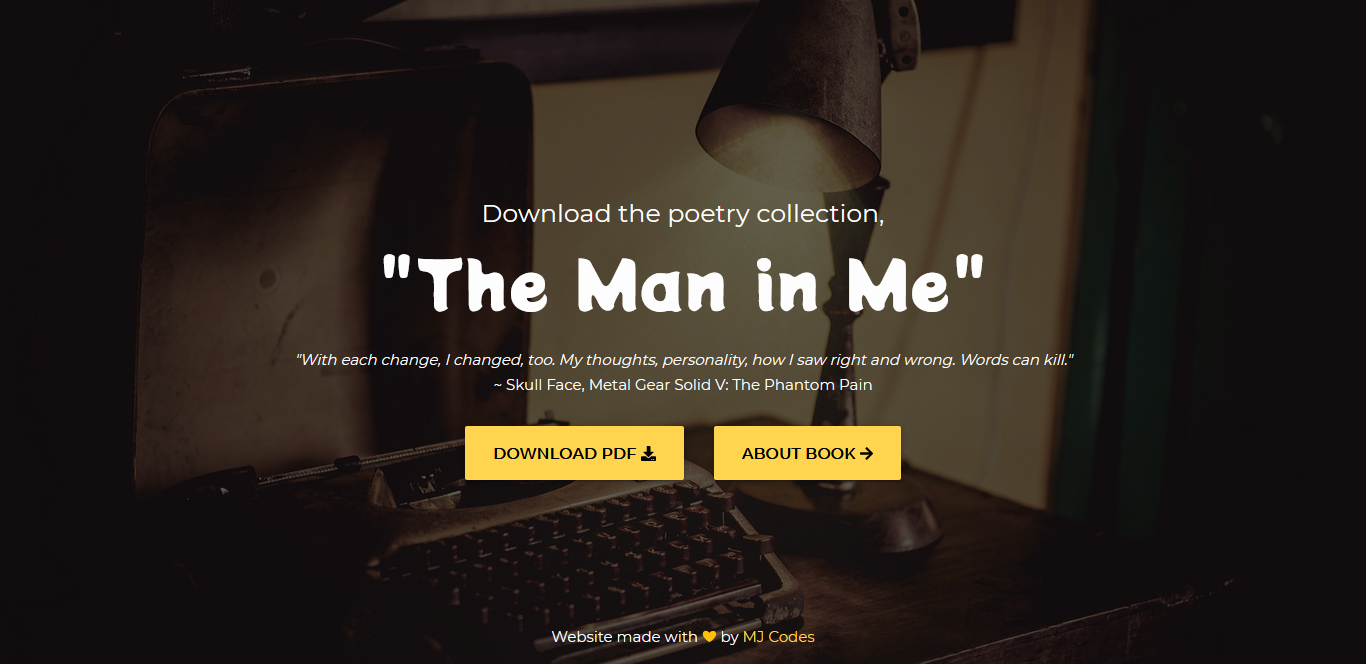 Download the poetry collection,
"The Man in Me"
"With each change, I changed, too. My thoughts, personality, how I saw right and wrong. Words can kill."
~ Skull Face, Metal Gear Solid V: The Phantom Pain
DOWNLOAD PDF
ABOUT BOOK →
Website made with 💛 by MJ Codes